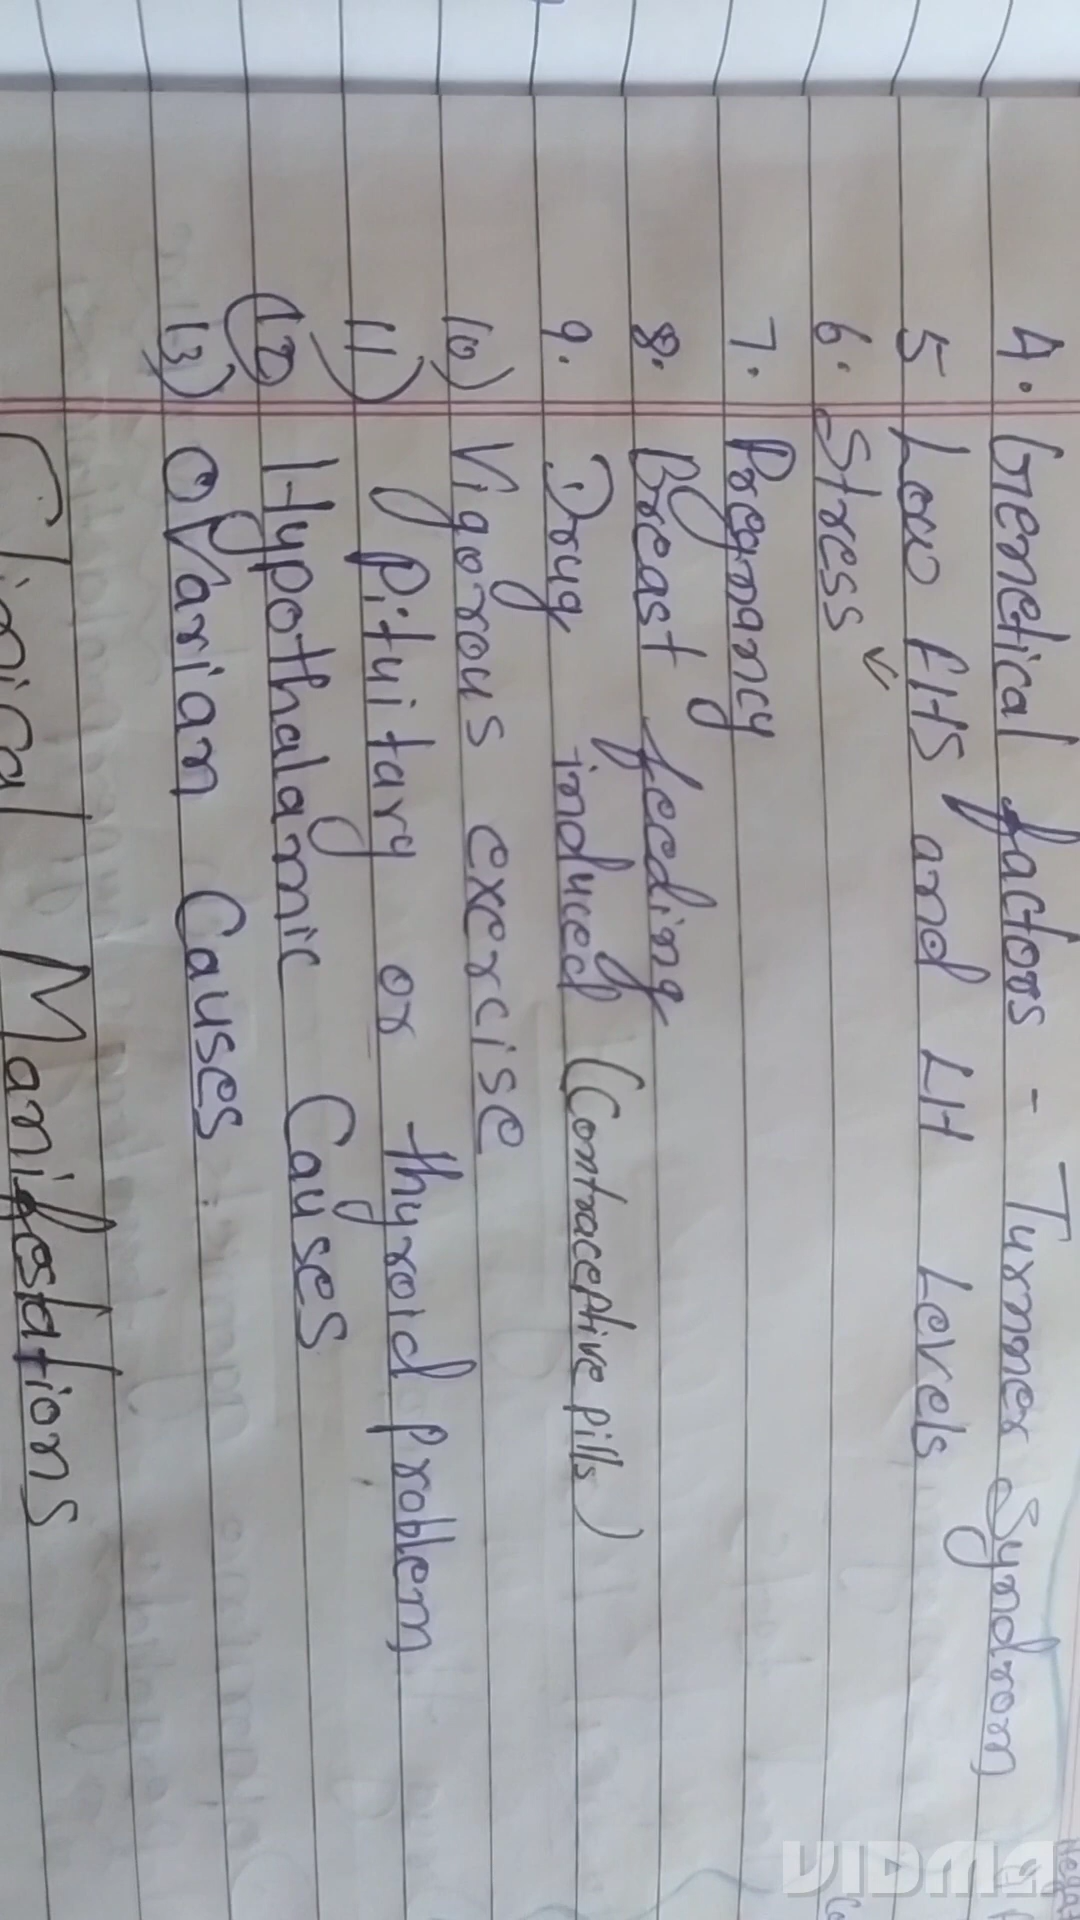 4. Genetical factors - Turner Syndrom
5 Low FHS and LH Levels
6. Stress
7. Pregnancy
8. Breast feeding
9. Drug induced (Contraceptive pills)
10) Vigorous exercise
11) Pituitary or thyroid problem
12) Hypothalamic Causes
13) Ovarian Causes
Clinical Manifestations
VIDMA